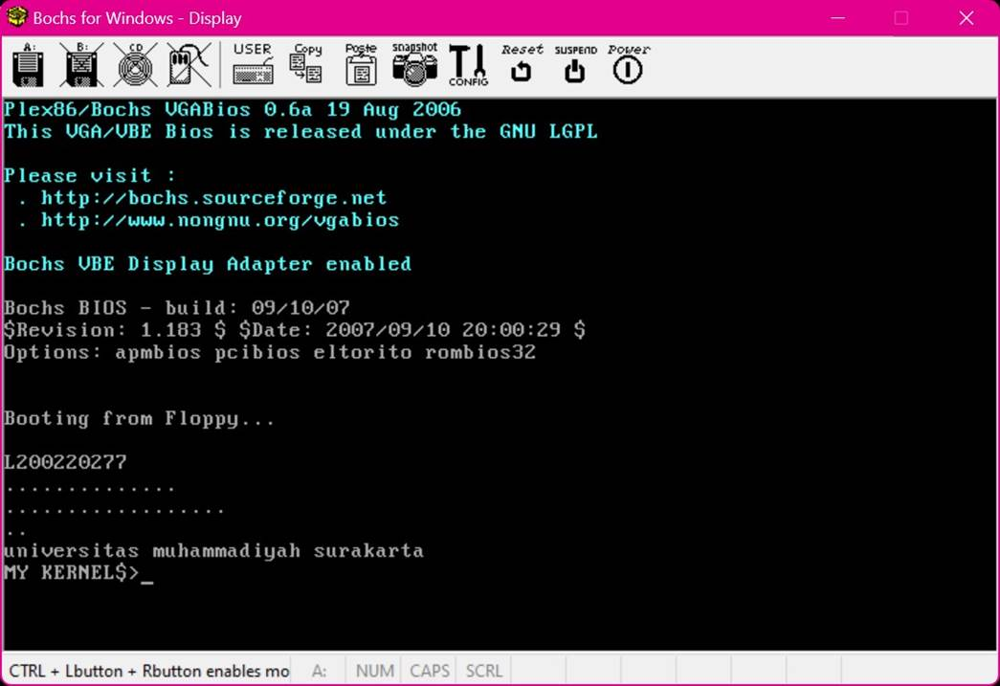 Bochs for Windows - Display
A: B: CD USER Copy Paste snapshot CONFIG Reset SUSPEND Power
Plex86/Bochs VGABios 0.6a 19 Aug 2006
This VGA/VBE Bios is released under the GNU LGPL
Please visit :
. http://bochs.sourceforge.net
. http://www.nongnu.org/vgabios
Bochs VBE Display Adapter enabled
Bochs BIOS - build: 09/10/07
$Revision: 1.183 $ $Date: 2007/09/10 20:00:29 $
Options: apmbios pcibios eltorito rombios32
Booting from Floppy...
L200220277
..............
..................
..
universitas muhammadiyah surakarta
MY KERNEL$>_
CTRL + Lbutton + Rbutton enables mo A: NUM CAPS SCRL